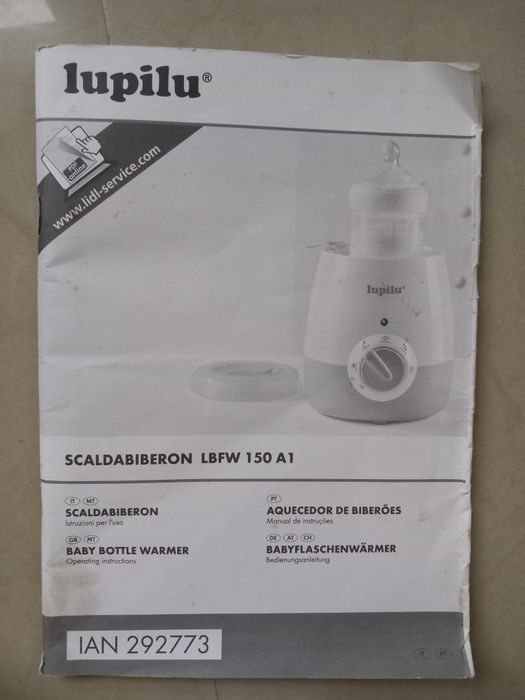 lupilu®
PDF
online
www.lidl-service.com
lupilu®
SCALDABIBERON LBFW 150 A1
IT MT
SCALDABIBERON
Istruzioni per l'uso
PT
AQUECEDOR DE BIBERÕES
Manual de instruções
GB MT
BABY BOTTLE WARMER
Operating instructions
DE AT CH
BABYFLASCHENWÄRMER
Bedienungsanleitung
IAN 292773
IT PT